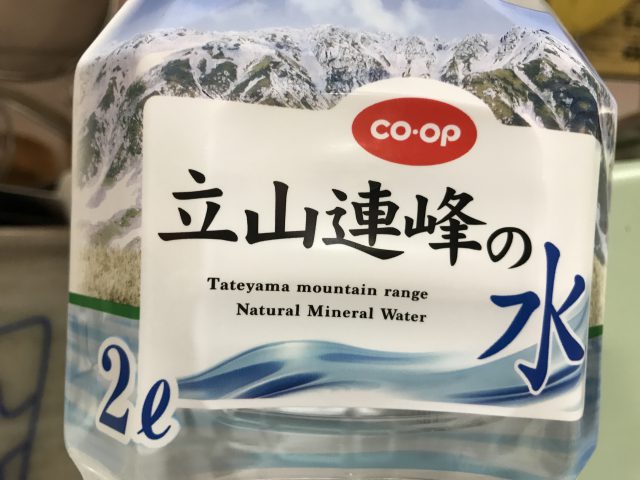 CO・OP
立山連峰の水
Tateyama mountain range
Natural Mineral Water
2ℓ